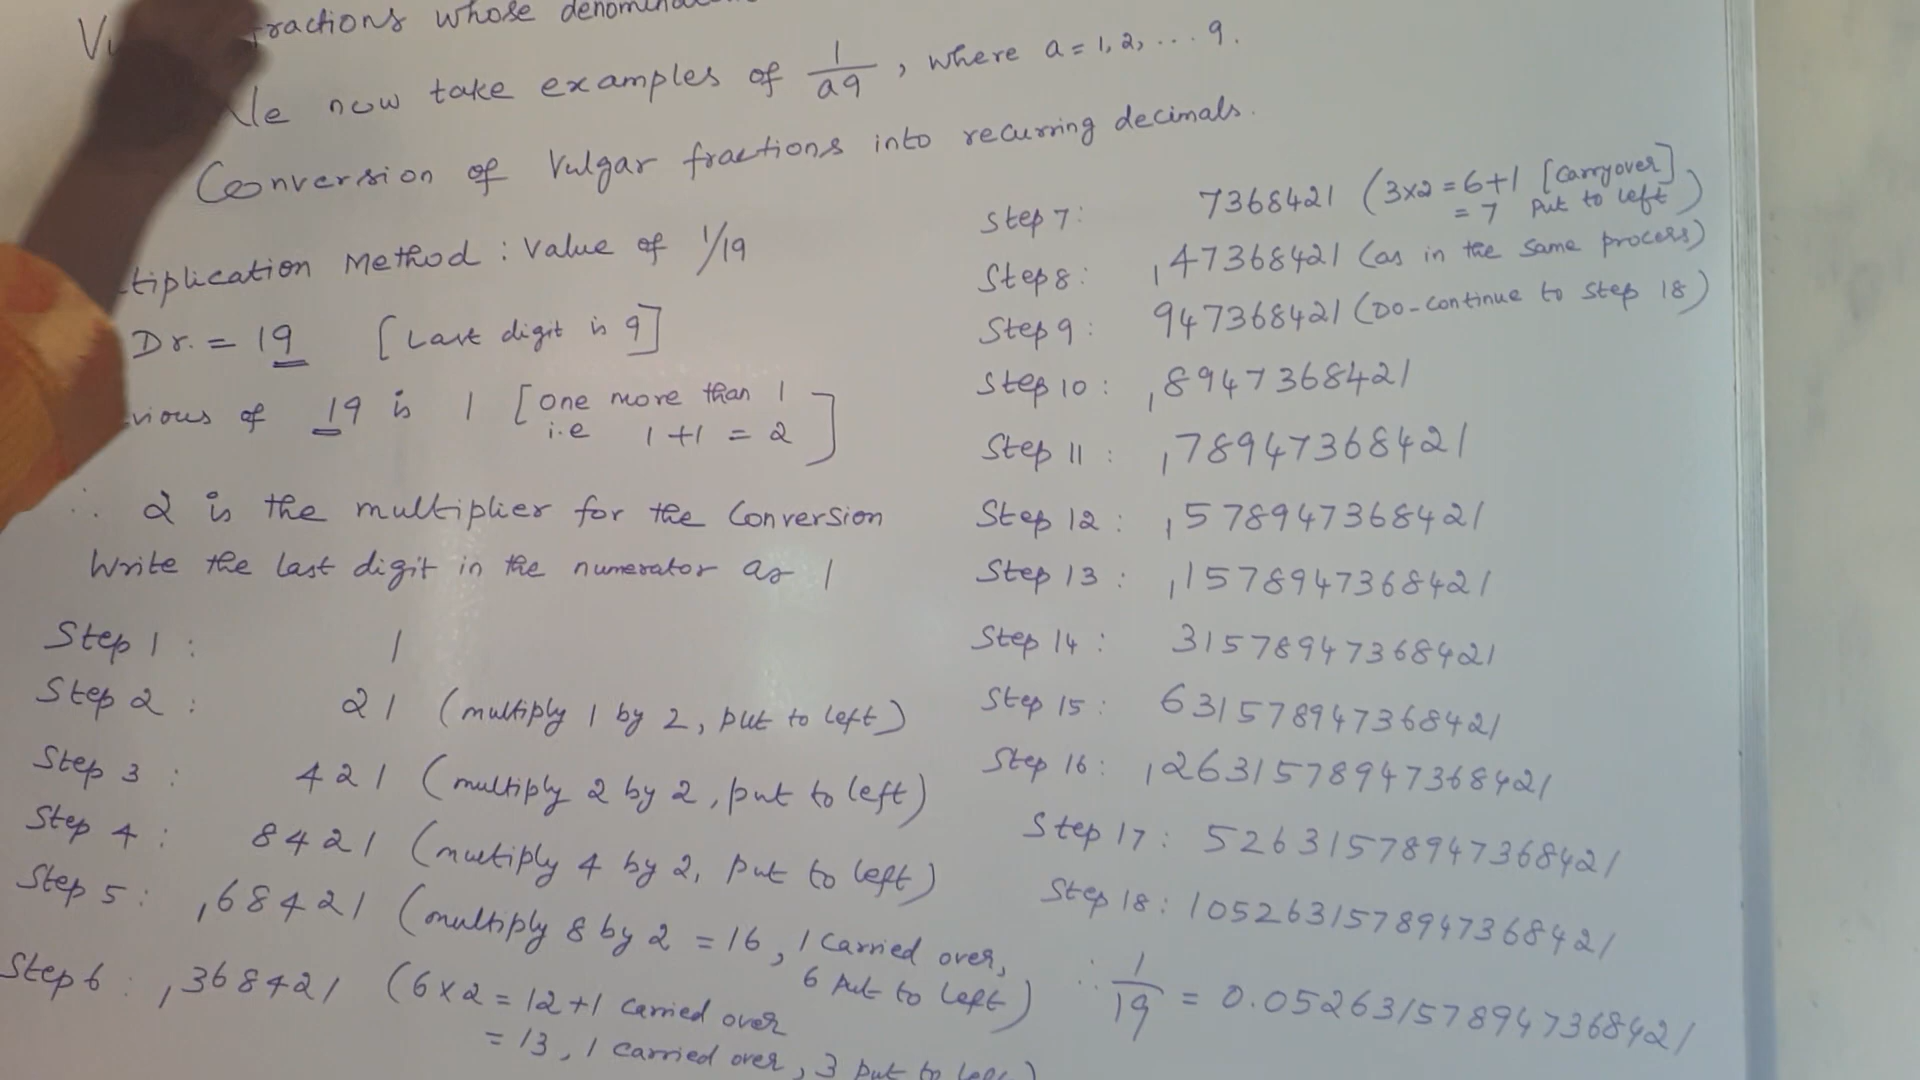 fractions whose
now take examples of 1/a9, where a = 1, 2, ... 9.
Conversion of Vulgar fractions into recurring decimals.
Method : Value of 1/19
Dr. = 19 [Last digit is 9]
of 19 is 1 [one more than 1
i.e 1+1 = 2]
∴ 2 is the multiplier for the Conversion
Write the last digit in the numerator as 1
Step 1 : 1
Step 2 : 21 (multiply 1 by 2, put to left)
Step 3 : 421 (multiply 2 by 2, put to left)
Step 4 : 8421 (multiply 4 by 2, put to left)
Step 5 : ,68421 (multiply 8 by 2 = 16, 1 Carried over,
6 put to left)
Step 6 : ,368421 (6x2 = 12+1 carried over
= 13, 1 carried over, 3 put to
Step 7: 7368421 (3x2 = 6+1 [Carryover]
= 7 put to left)
Step 8: ,47368421 (as in the same process)
Step 9 : 947368421 (Do-continue to step 18)
Step 10 : ,8947368421
Step 11 : ,78947368421
Step 12 : ,578947368421
Step 13 : ,1578947368421
Step 14 : 31578947368421
Step 15 : 631578947368421
Step 16 : ,2631578947368421
Step 17 : 52631578947368421
Step 18 : 1052631578947368421
∴ 1/19 = 0.052631578947368421